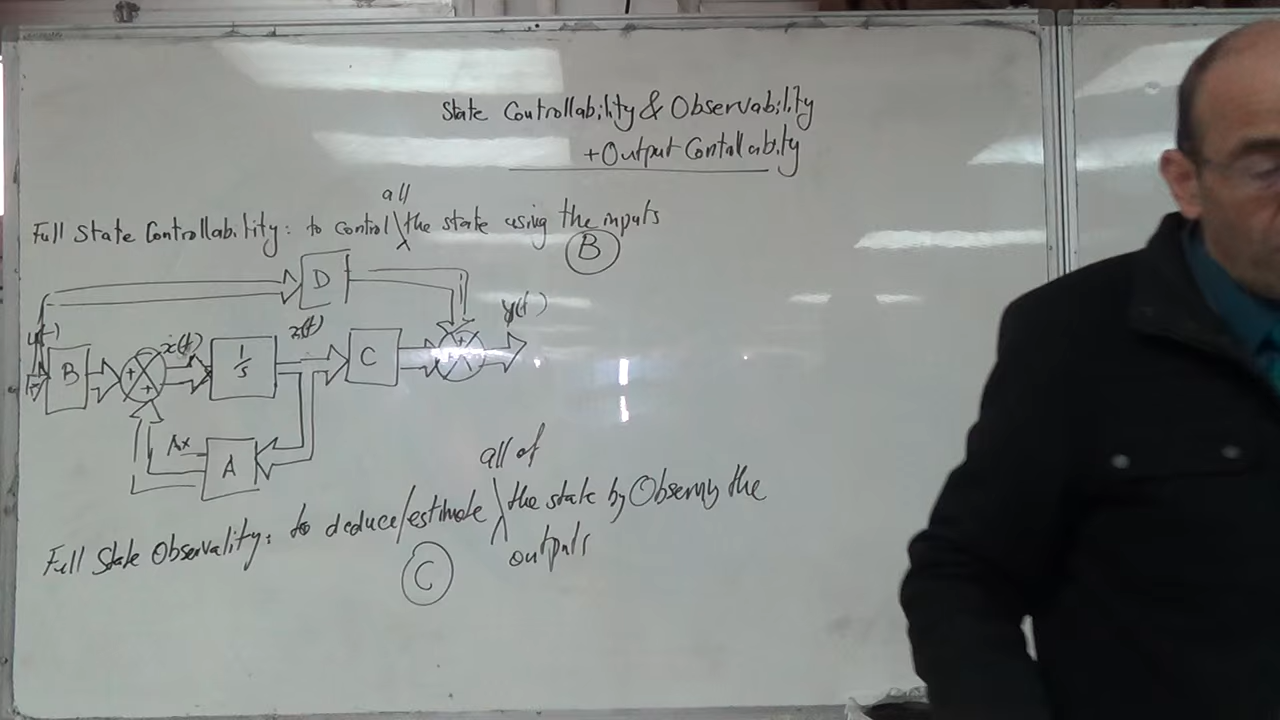 State Controllability & Observability
+ Output Contollabity
all
Full State Controllability: to control the state using the inputs
B
D
y(t)
u(t)
B
+
+
ẋ(t)
1/s
x(t)
C
+
+
Ax
A
all of
Full State Observality: to deduce/estimate the state by Observing the
outputs
C